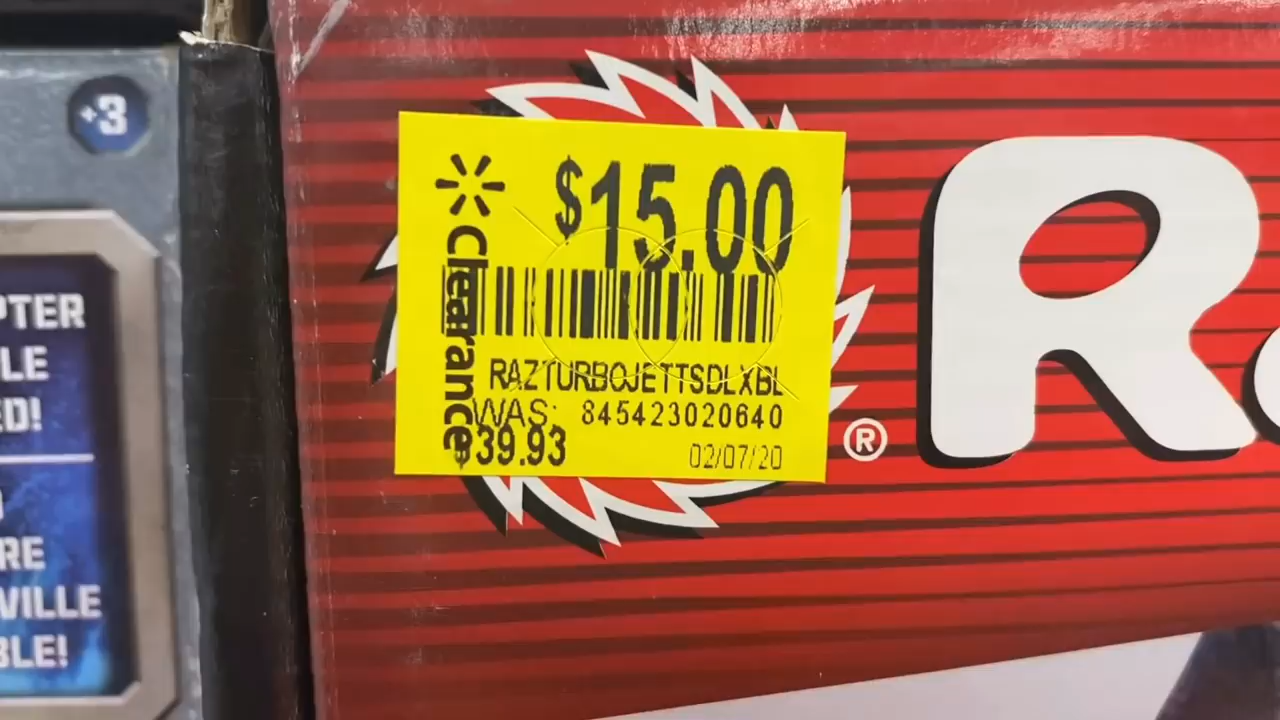 +3
PTER
LE
ED!
RE
VILLE
BLE!
$15.00
Clearance
RAZTURBOJETTSDLXBL
WAS: 845423020640
$39.93 02/07/20
®
R